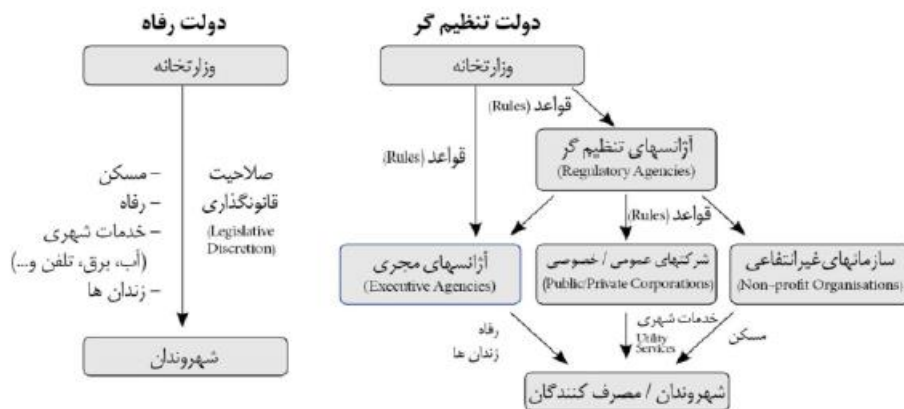 دولت رفاه
وزارتخانه
صلاحیت
قانونگذاری
(Legislative
Discretion)
– مسکن
– رفاه
– خدمات شهری
(آب، برق، تلفن و...)
– زندان ها
شهروندان
دولت تنظیم گر
وزارتخانه
قواعد (Rules)
قواعد (Rules)
آژانسهای تنظیم گر
(Regulatory Agencies)
قواعد (Rules)
سازمانهای غیرانتفاعی
(Non-profit Organisations)
شرکتهای عمومی / خصوصی
(Public/Private Corporations)
آژانسهای مجری
(Executive Agencies)
مسکن
خدمات شهری
Utility
Services
رفاه
زندان ها
شهروندان / مصرف کنندگان